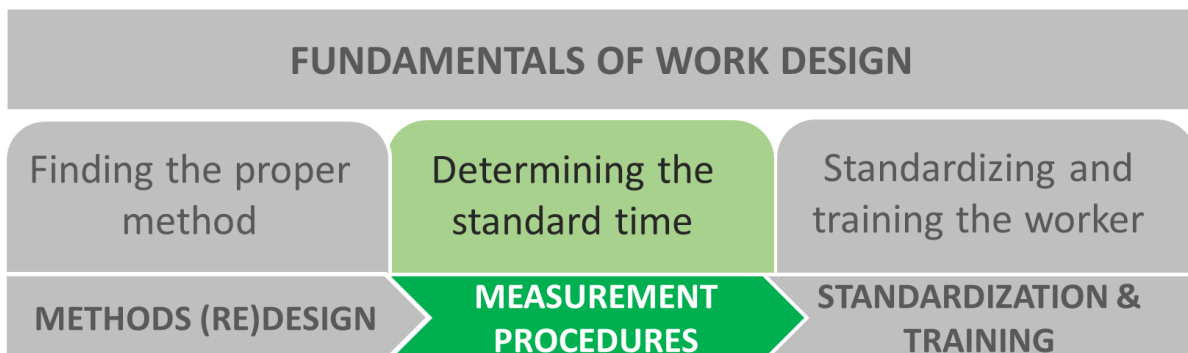 FUNDAMENTALS OF WORK DESIGN
Finding the proper
method
Determining the
standard time
Standardizing and
training the worker
METHODS (RE)DESIGN
MEASUREMENT
PROCEDURES
STANDARDIZATION &
TRAINING